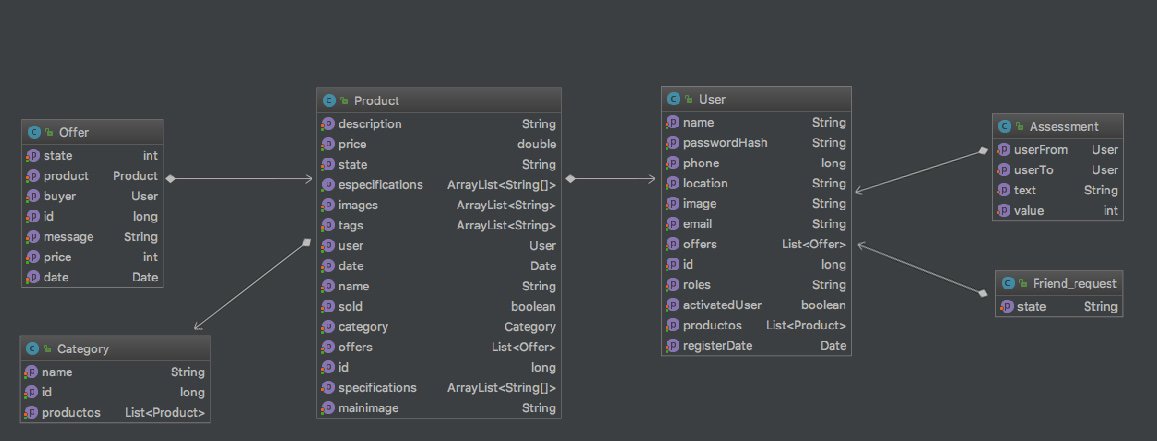 Offer
state int
product Product
buyer User
id long
message String
price int
date Date
Category
name String
id long
productos List<Product>
Product
description String
price double
state String
especifications ArrayList<String[]>
images ArrayList<String>
tags ArrayList<String>
user User
date Date
name String
sold boolean
category Category
offers List<Offer>
id long
specifications ArrayList<String[]>
mainimage String
User
name String
passwordHash String
phone long
location String
image String
email String
offers List<Offer>
id long
roles String
activatedUser boolean
productos List<Product>
registerDate Date
Assessment
userFrom User
userTo User
text String
value int
Friend_request
state String